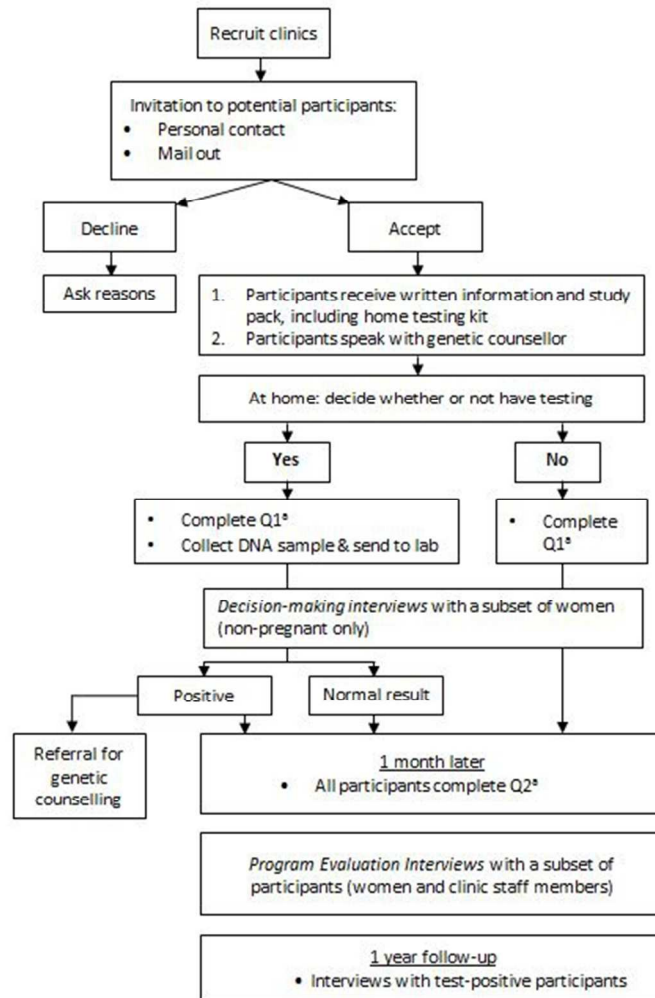 Recruit clinics
Invitation to potential participants:
• Personal contact
• Mail out
Decline
Accept
Ask reasons
1. Participants receive written information and study
pack, including home testing kit
2. Participants speak with genetic counsellor
At home: decide whether or not have testing
Yes
No
• Complete Q1ª
• Collect DNA sample & send to lab
• Complete
Q1ª
Decision-making interviews with a subset of women
(non-pregnant only)
Positive
Normal result
Referral for
genetic
counselling
1 month later
• All participants complete Q2ª
Program Evaluation Interviews with a subset of
participants (women and clinic staff members)
1 year follow-up
• Interviews with test-positive participants